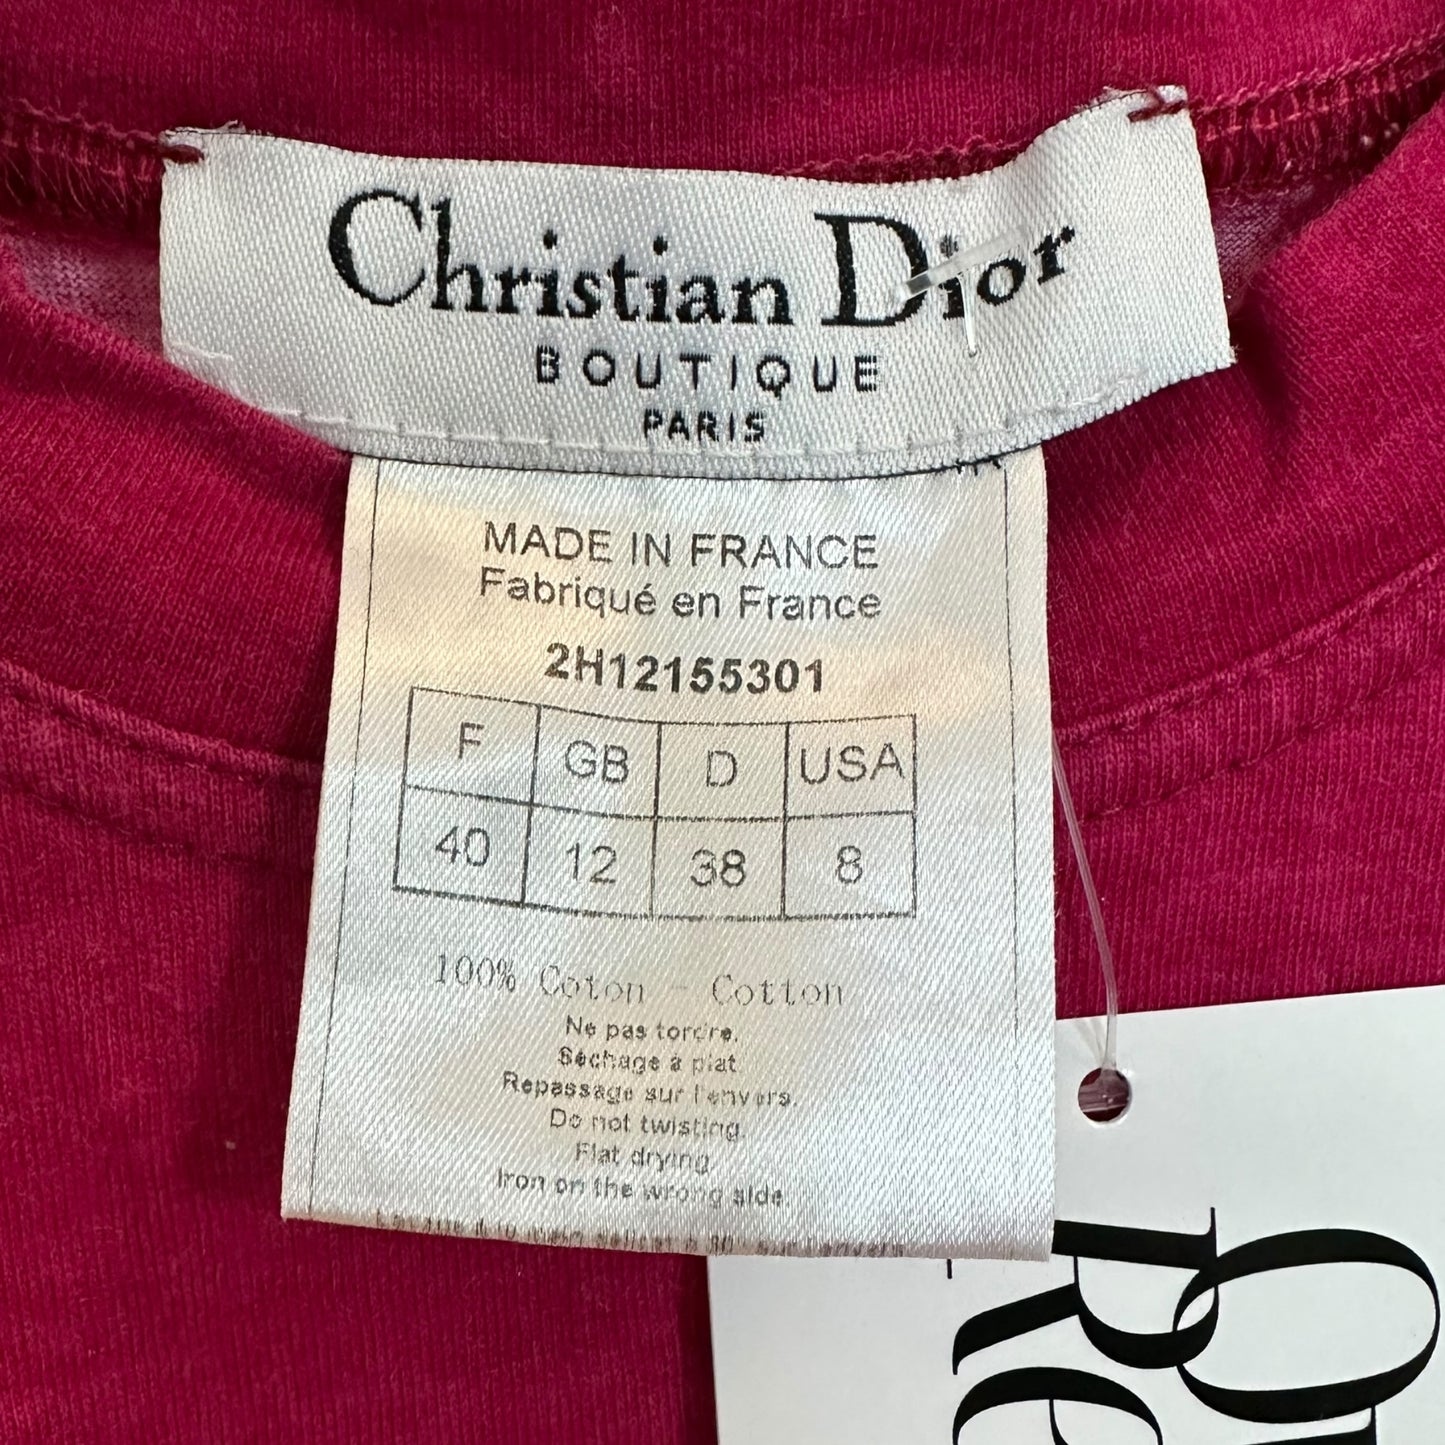 Christian Dior
BOUTIQUE
PARIS
MADE IN FRANCE
Fabriqué en France
2H12155301
F GB D USA
40 12 38 8
100% Coton - Cotton
Ne pas tordre.
Séchage à plat.
Repassage sur l'envers.
Do not twisting.
Flat drying.
Iron on the wrong side.